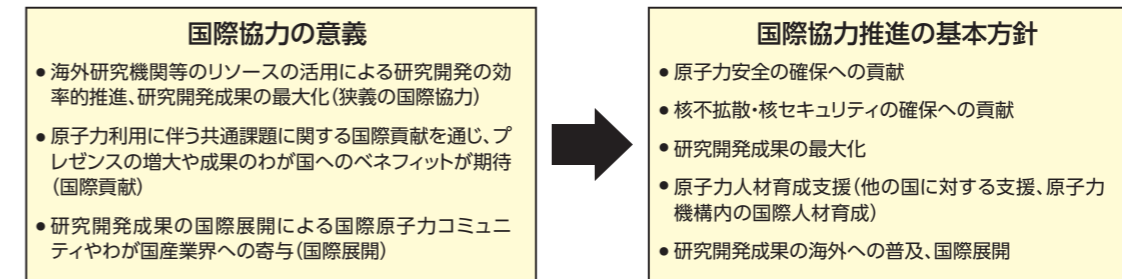 国際協力の意義
● 海外研究機関等のリソースの活用による研究開発の効
率的推進、研究開発成果の最大化(狭義の国際協力)
● 原子力利用に伴う共通課題に関する国際貢献を通じ、プ
レゼンスの増大や成果のわが国へのベネフィットが期待
(国際貢献)
● 研究開発成果の国際展開による国際原子力コミュニ
ティやわが国産業界への寄与(国際展開)
国際協力推進の基本方針
● 原子力安全の確保への貢献
● 核不拡散・核セキュリティの確保への貢献
● 研究開発成果の最大化
● 原子力人材育成支援(他の国に対する支援、原子力
機構内の国際人材育成)
● 研究開発成果の海外への普及、国際展開